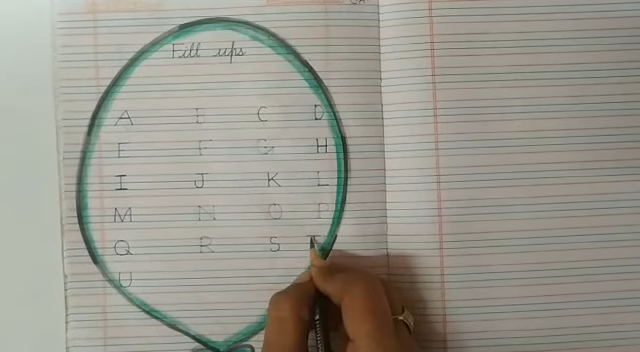 Fill ups
A B C D
E F G H
I J K L
M N O P
Q R S T
U